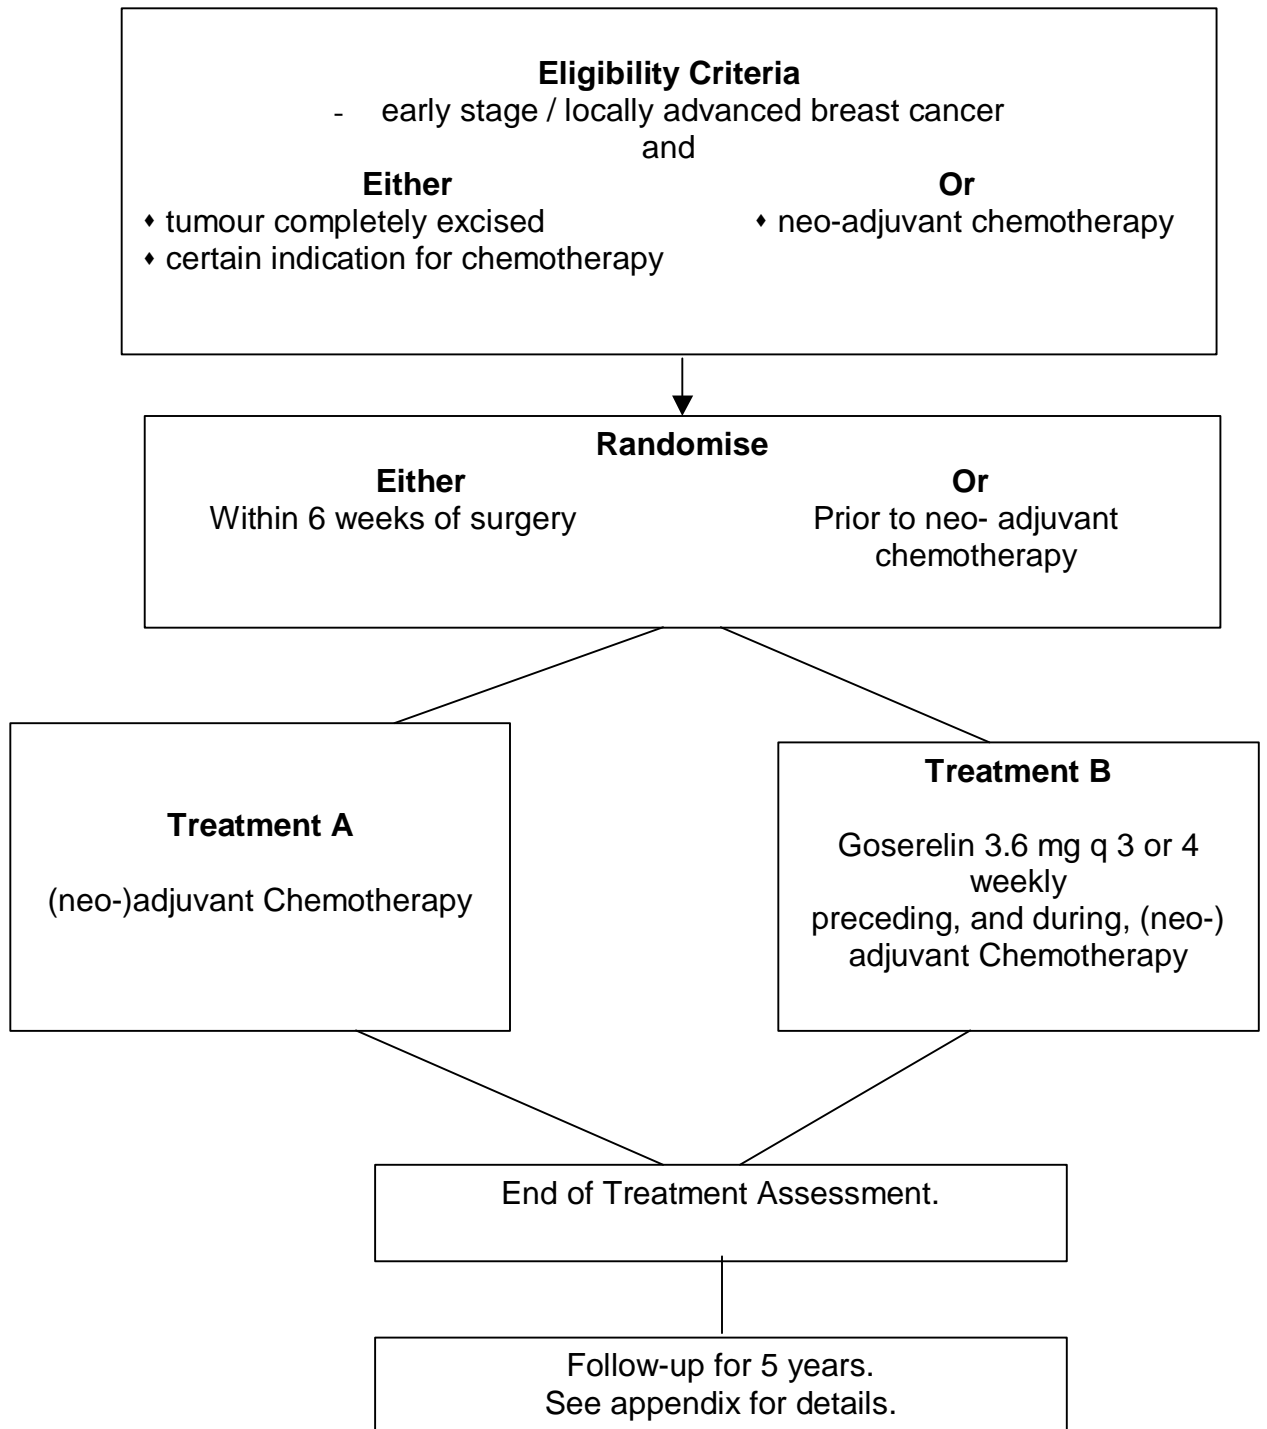 Eligibility Criteria
- early stage / locally advanced breast cancer
and
Either
♦ tumour completely excised
♦ certain indication for chemotherapy
Or
♦ neo-adjuvant chemotherapy
Randomise
Either
Within 6 weeks of surgery
Or
Prior to neo- adjuvant
chemotherapy
Treatment A
(neo-)adjuvant Chemotherapy
Treatment B
Goserelin 3.6 mg q 3 or 4
weekly
preceding, and during, (neo-)
adjuvant Chemotherapy
End of Treatment Assessment.
Follow-up for 5 years.
See appendix for details.